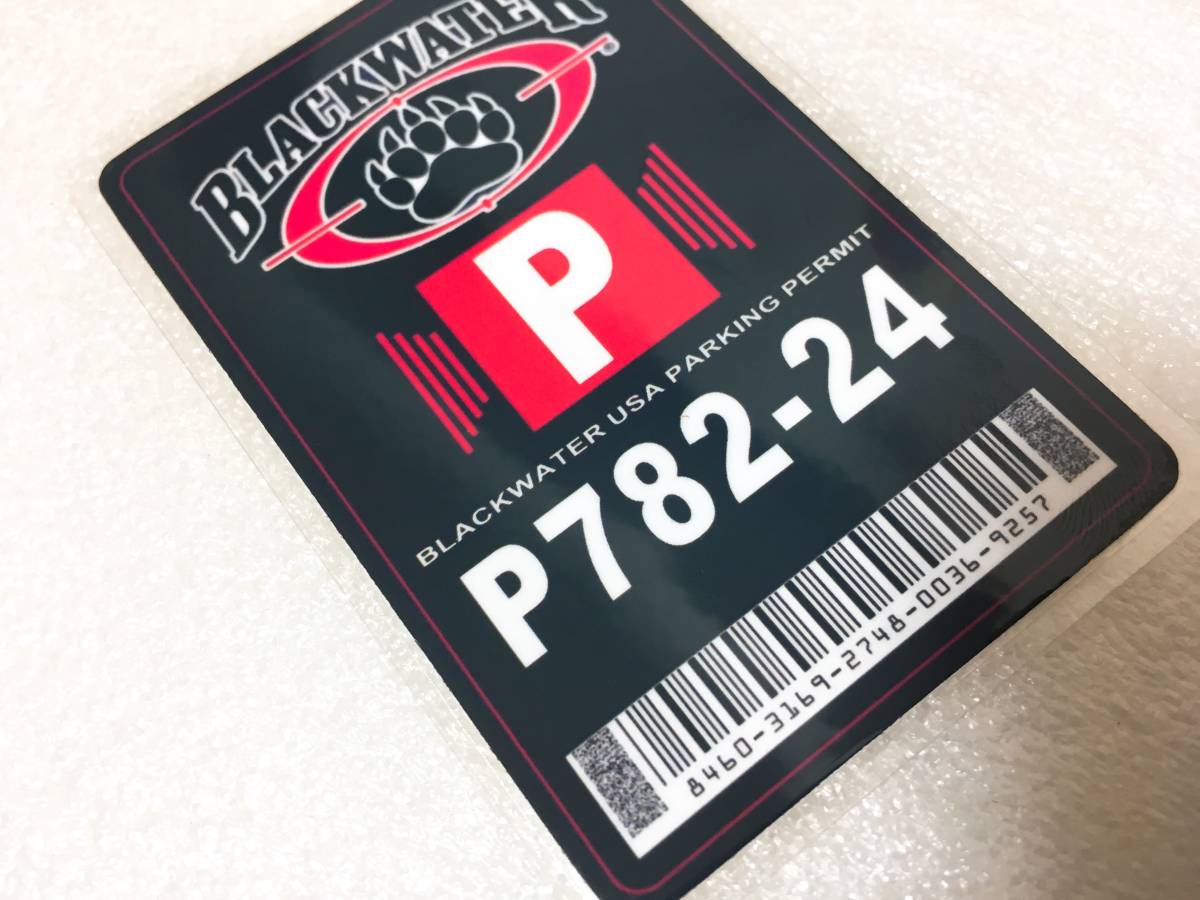 BLACKWATER
®
P
BLACKWATER USA PARKING PERMIT
P782-24
8460-3169-2748-0036-9257